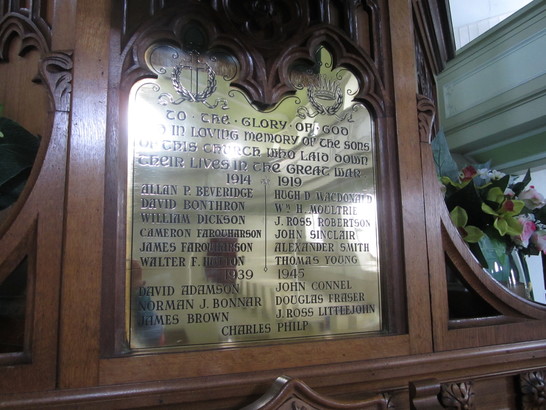 TO · THE · GLORY · OF · GOD
AND IN LOVING MEMORY OF THE SONS
OF THIS CHURCH WHO LAID DOWN
THEIR LIVES IN THE GREAT WAR
1914 1919
ALLAN P. BEVERIDGE HUGH D. MACDONALD
DAVID BONTHRON Wm H. MOULTRIE
WILLIAM DICKSON J. ROSS ROBERTSON
CAMERON FARQUHARSON JOHN SINCLAIR
JAMES FARQUHARSON ALEXANDER SMITH
WALTER F. THOMAS YOUNG
1939 1945
DAVID ADAMSON JOHN CONNEL
NORMAN J. BONNAR DOUGLAS FRASER
JAMES BROWN J. ROSS LITTLEJOHN
CHARLES PHILP